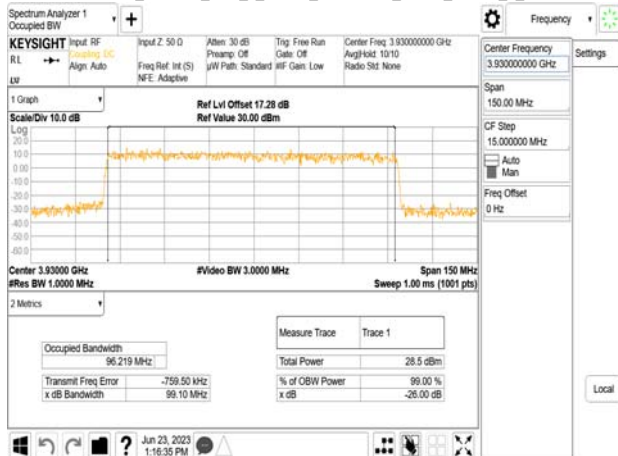 Spectrum Analyzer 1
Occupied BW
Frequency
KEYSIGHT
Input: RF
Coupling: DC
Align: Auto
Input Z: 50 Ω
Freq Ref: Int (S)
NFE: Adaptive
Atten: 30 dB
Preamp: Off
µW Path: Standard
Trig: Free Run
Gate: Off
#IF Gain: Low
Center Freq: 3.930000000 GHz
Avg|Hold: 10/10
Radio Std: None
RL
LVI
Center Frequency
3.930000000 GHz
Settings
Span
150.00 MHz
CF Step
15.000000 MHz
Auto
Man
Freq Offset
0 Hz
Local
1 Graph
Scale/Div 10.0 dB
Ref Lvl Offset 17.28 dB
Ref Value 30.00 dBm
Log
20.0
10.0
0.00
-10.0
-20.0
-30.0
-40.0
-50.0
-60.0
Center 3.93000 GHz
#Video BW 3.0000 MHz
Span 150 MHz
#Res BW 1.0000 MHz
Sweep 1.00 ms (1001 pts)
2 Metrics
Measure Trace
Trace 1
Occupied Bandwidth
96.219 MHz
Total Power
28.5 dBm
Transmit Freq Error
-759.50 kHz
% of OBW Power
99.00 %
x dB Bandwidth
99.10 MHz
x dB
-26.00 dB
Jun 23, 2023
1:16:35 PM